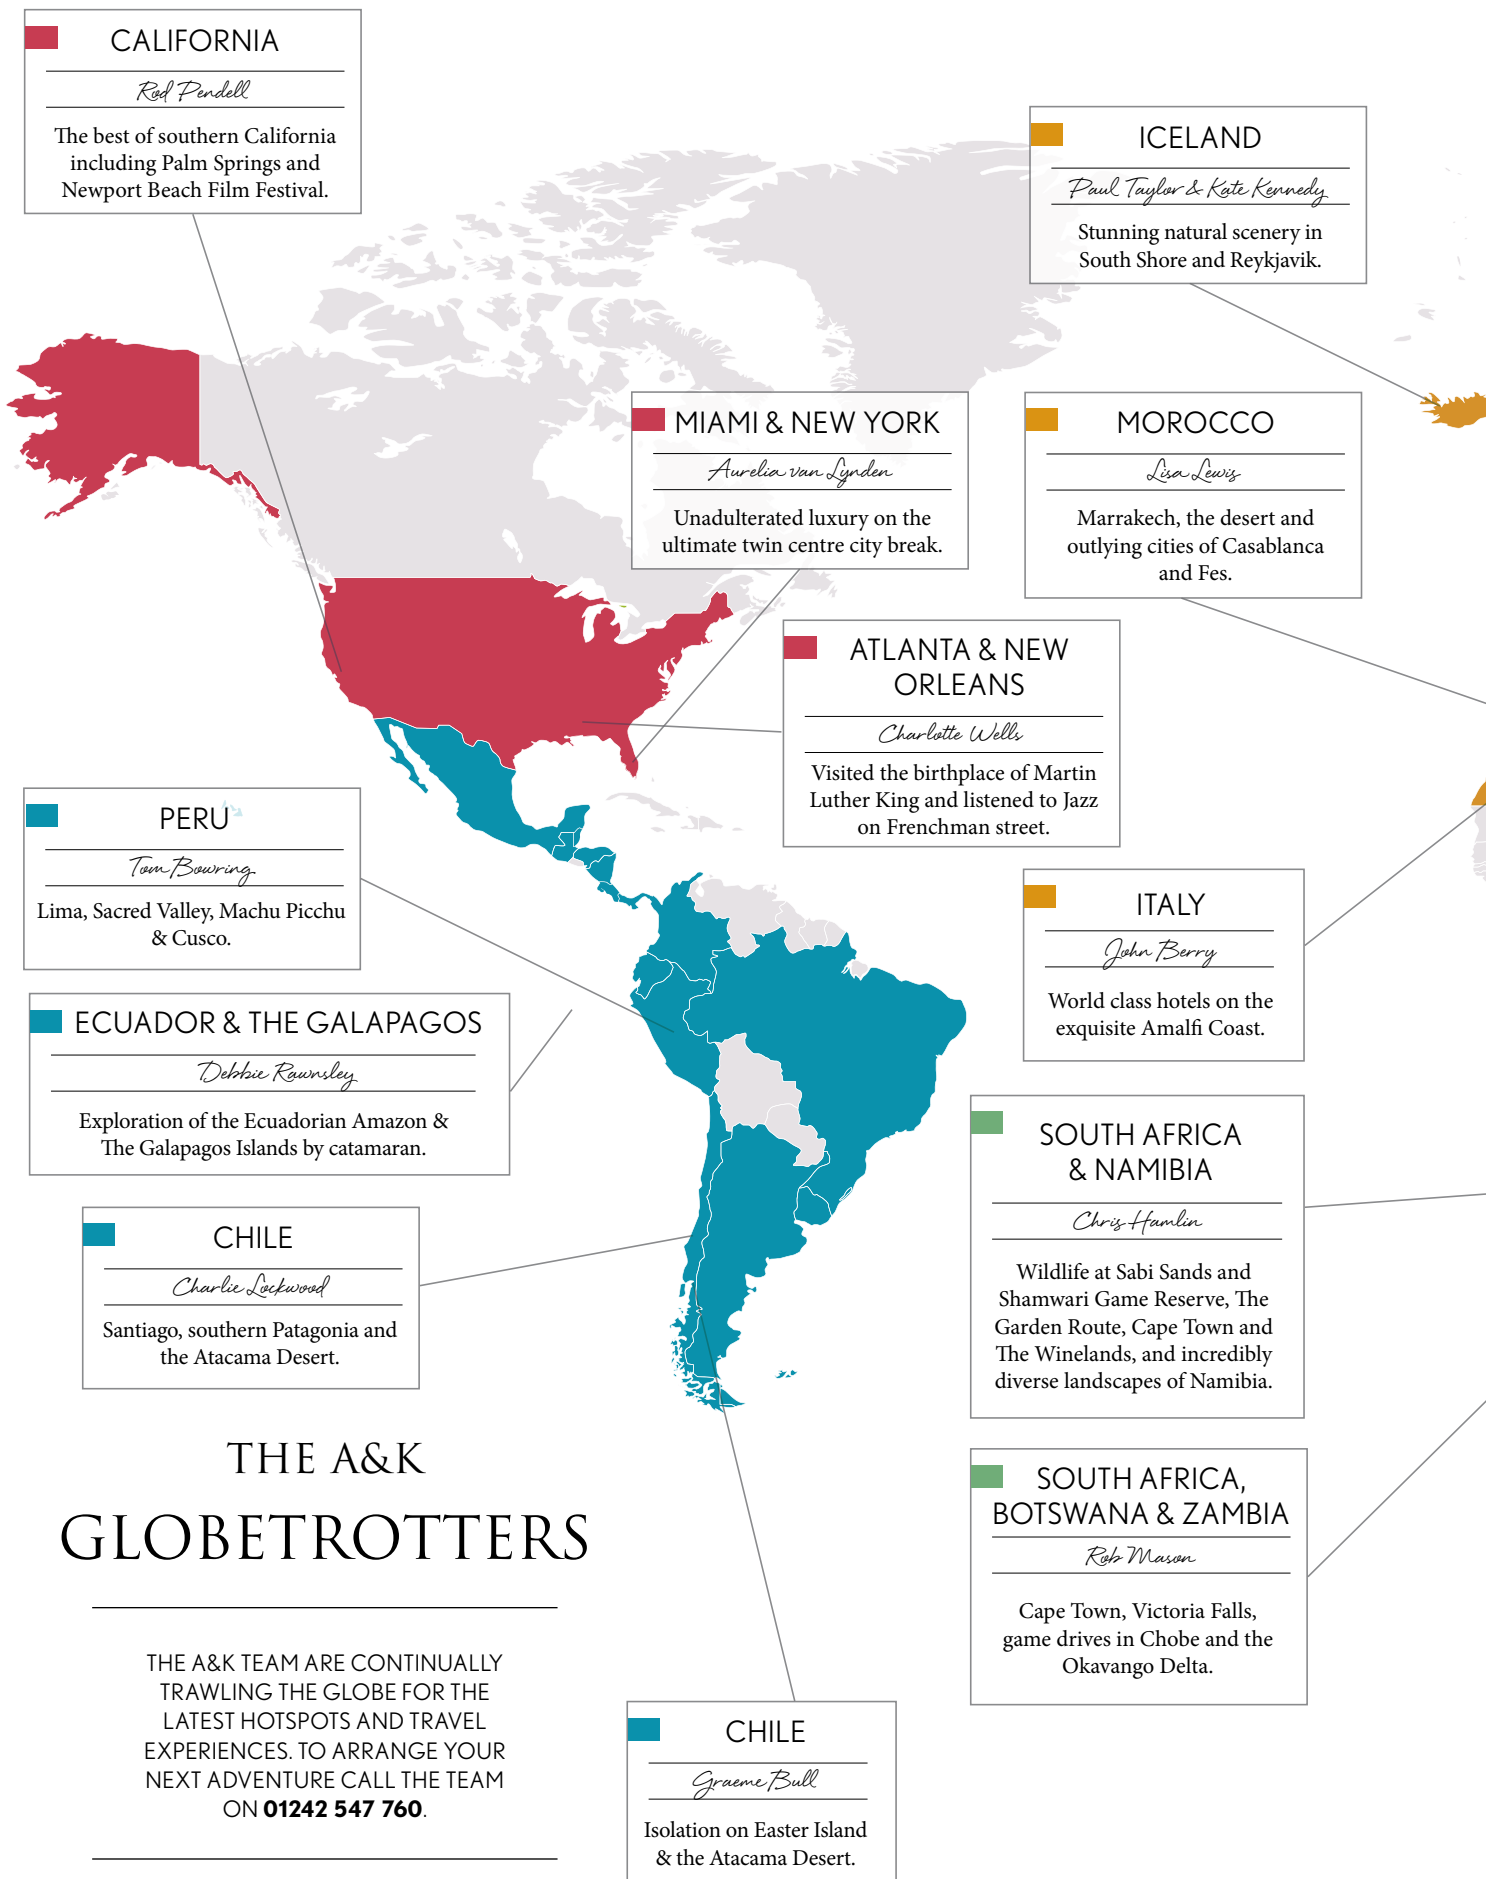 CALIFORNIA
Rod Pendell
The best of southern California
including Palm Springs and
Newport Beach Film Festival.
ICELAND
Paul Taylor & Kate Kennedy
Stunning natural scenery in
South Shore and Reykjavik.
MIAMI & NEW YORK
Aurelia van Lynden
Unadulterated luxury on the
ultimate twin centre city break.
MOROCCO
Lisa Lewis
Marrakech, the desert and
outlying cities of Casablanca
and Fes.
ATLANTA & NEW
ORLEANS
Charlotte Wells
Visited the birthplace of Martin
Luther King and listened to Jazz
on Frenchman street.
PERU
Tom Bowring
Lima, Sacred Valley, Machu Picchu
& Cusco.
ITALY
John Berry
World class hotels on the
exquisite Amalfi Coast.
ECUADOR & THE GALAPAGOS
Debbie Rawnsley
Exploration of the Ecuadorian Amazon &
The Galapagos Islands by catamaran.
SOUTH AFRICA
& NAMIBIA
Chris Hamlin
Wildlife at Sabi Sands and
Shamwari Game Reserve, The
Garden Route, Cape Town and
The Winelands, and incredibly
diverse landscapes of Namibia.
CHILE
Charlie Lockwood
Santiago, southern Patagonia and
the Atacama Desert.
SOUTH AFRICA,
BOTSWANA & ZAMBIA
Rob Mason
Cape Town, Victoria Falls,
game drives in Chobe and the
Okavango Delta.
THE A&K
GLOBETROTTERS
THE A&K TEAM ARE CONTINUALLY
TRAWLING THE GLOBE FOR THE
LATEST HOTSPOTS AND TRAVEL
EXPERIENCES. TO ARRANGE YOUR
NEXT ADVENTURE CALL THE TEAM
ON 01242 547 760.
CHILE
Graeme Bull
Isolation on Easter Island
& the Atacama Desert.